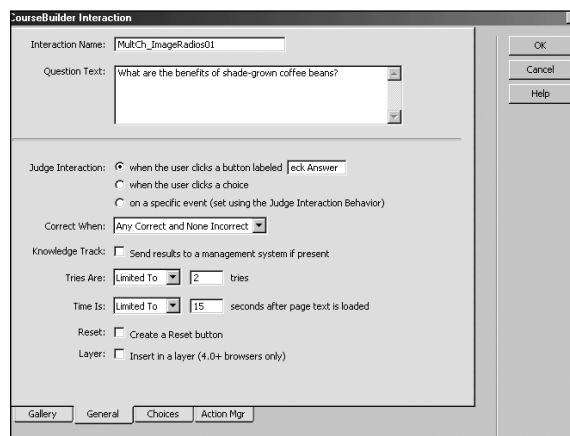 CourseBuilder Interaction
Interaction Name: MultCh_ImageRadios01
Question Text: What are the benefits of shade-grown coffee beans?
OK
Cancel
Help
Judge Interaction: when the user clicks a button labeled eck Answer
when the user clicks a choice
on a specific event (set using the Judge Interaction Behavior)
Correct When: Any Correct and None Incorrect
Knowledge Track: Send results to a management system if present
Tries Are: Limited To 2 tries
Time Is: Limited To 15 seconds after page text is loaded
Reset: Create a Reset button
Layer: Insert in a layer (4.0+ browsers only)
Gallery General Choices Action Mgr